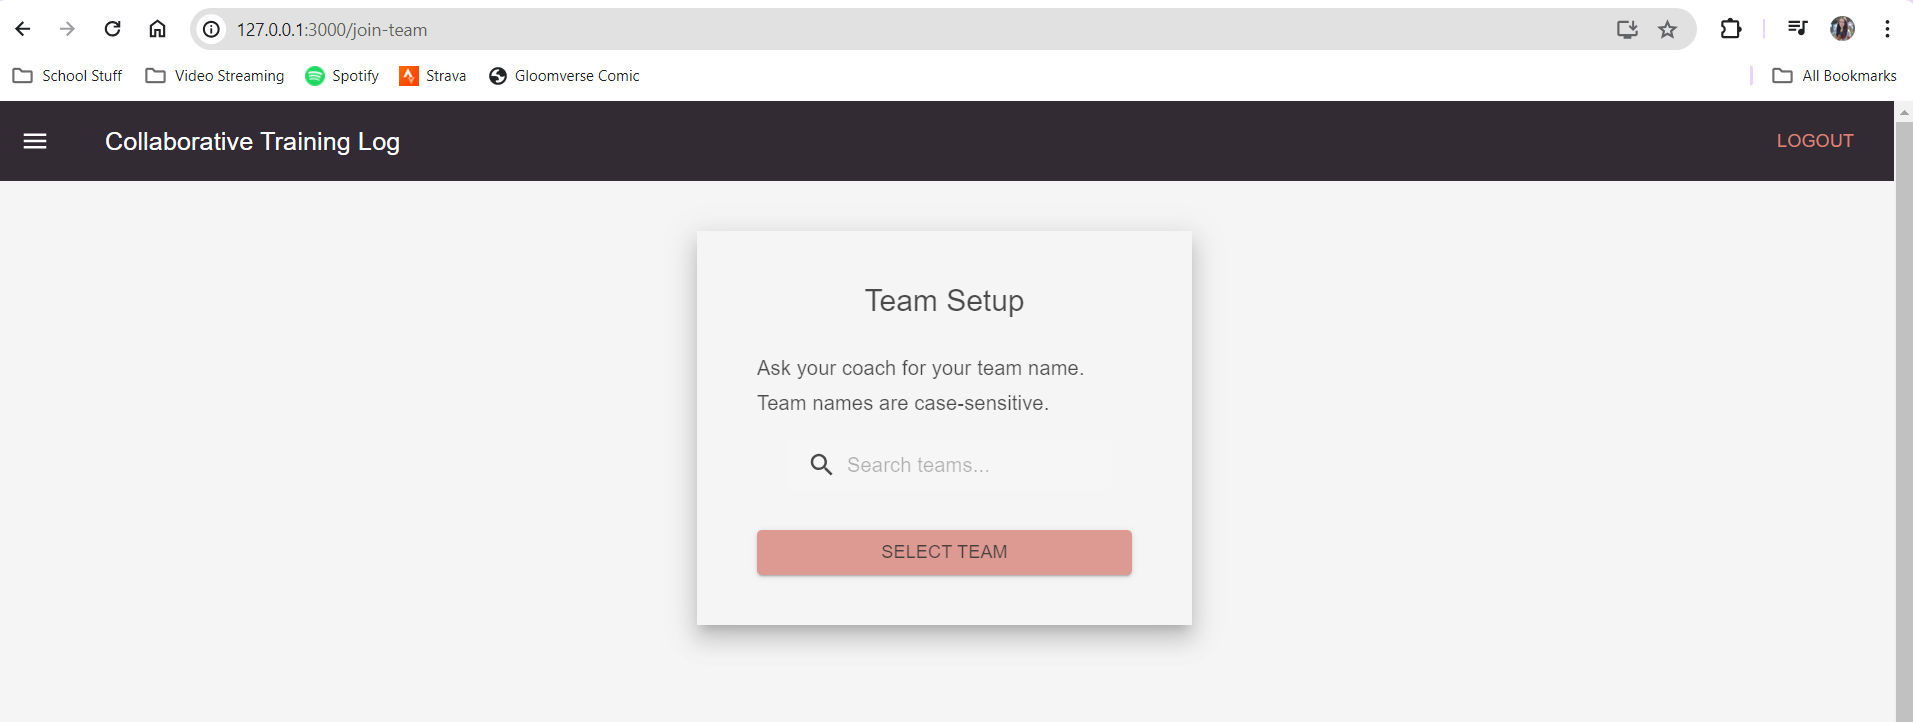 127.0.0.1:3000/join-team
School Stuff Video Streaming Spotify Strava Gloomverse Comic All Bookmarks
Collaborative Training Log LOGOUT
Team Setup
Ask your coach for your team name.
Team names are case-sensitive.
Search teams...
SELECT TEAM